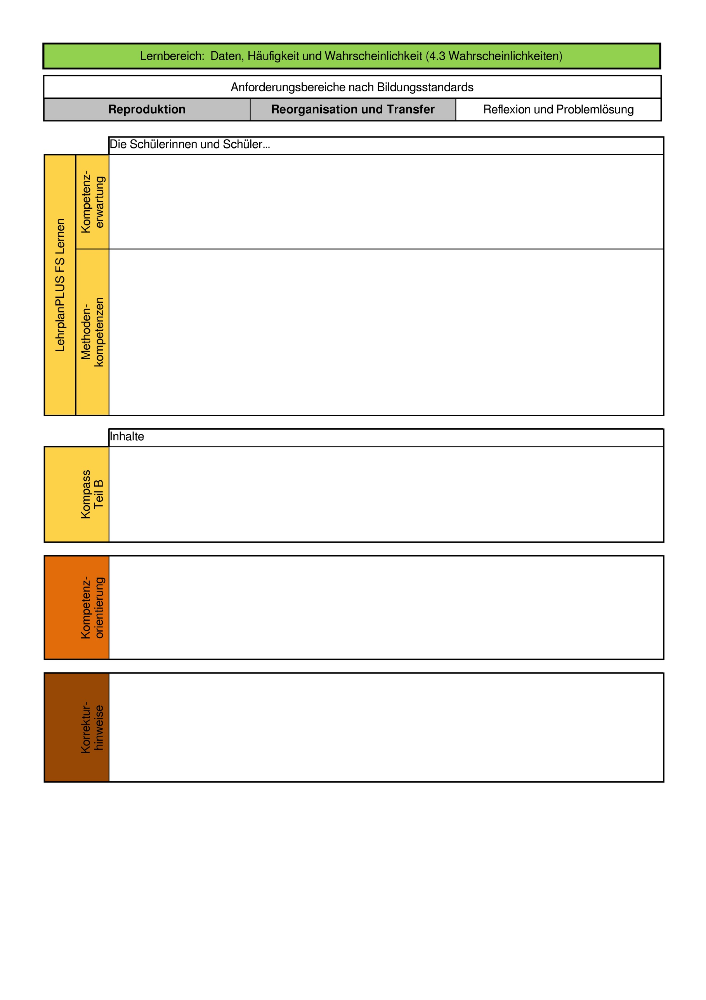 Lernbereich:  Daten, Häufigkeit und Wahrscheinlichkeit (4.3 Wahrscheinlichkeiten)
Anforderungsbereiche nach Bildungsstandards
Reproduktion
Reorganisation und Transfer
Reflexion und Problemlösung
Die Schülerinnen und Schüler...
LehrplanPLUS FS Lernen
Kompetenz-
erwartung
Methoden-
kompetenzen
Inhalte
Kompass
Teil B
Kompetenz-
orientierung
Korrektur-
hinweise